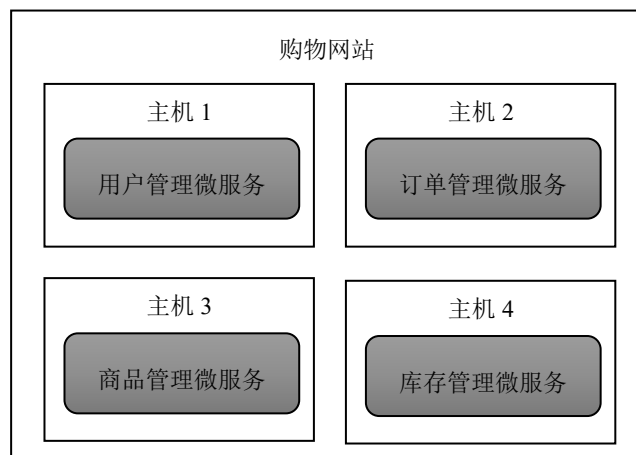 购物网站
主机 1
主机 2
用户管理微服务
订单管理微服务
主机 3
主机 4
商品管理微服务
库存管理微服务